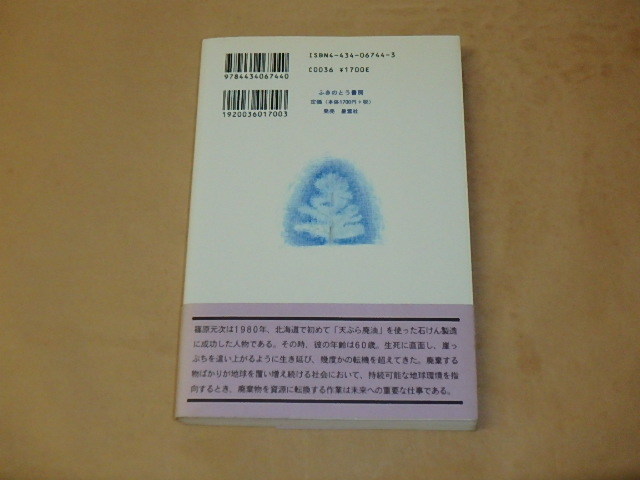 ISBN4-434-06744-3
C0036 ¥1700E
9784434067440
1920036017003
ふきのとう書房
定価(本体1700円+税)
発売 星雲社
篠原元次は1980年、北海道で初めて「天ぷら廃油」を使った石けん製造
に成功した人物である。その時、彼の年齢は60歳。生死に直面し、崖っ
ぷちを這い上がるように生き延び、幾度かの転機を超えてきた。廃棄する
物ばかりが地球を覆い増え続ける社会において、持続可能な地球環境を指
向するとき、廃棄物を資源に転換する作業は未来への重要な仕事である。